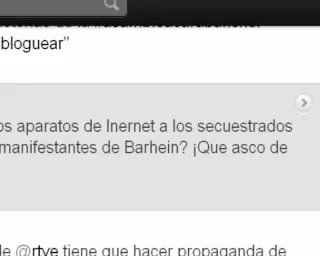 bloguear"
os aparatos de Inernet a los secuestrados
manifestantes de Barhein? ¡Que asco de
de @rtve tiene que hacer propaganda de